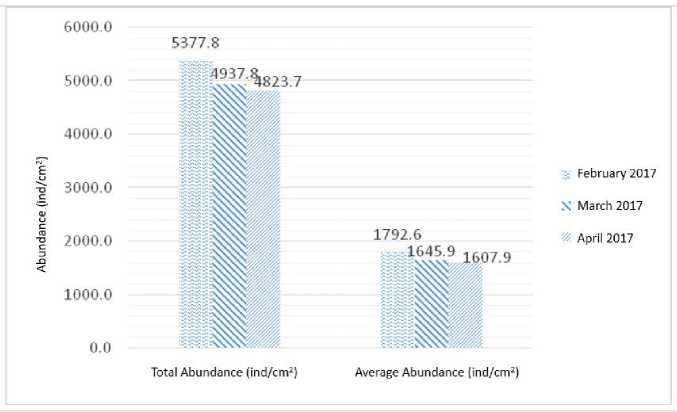 6000.0
5377.8
4937.8
4823.7
5000.0
4000.0
3000.0
2000.0
1000.0
0.0
Abundance (ind/cm²)
1792.6
1645.9
1607.9
February 2017
March 2017
April 2017
Total Abundance (ind/cm²)
Average Abundance (ind/cm²)